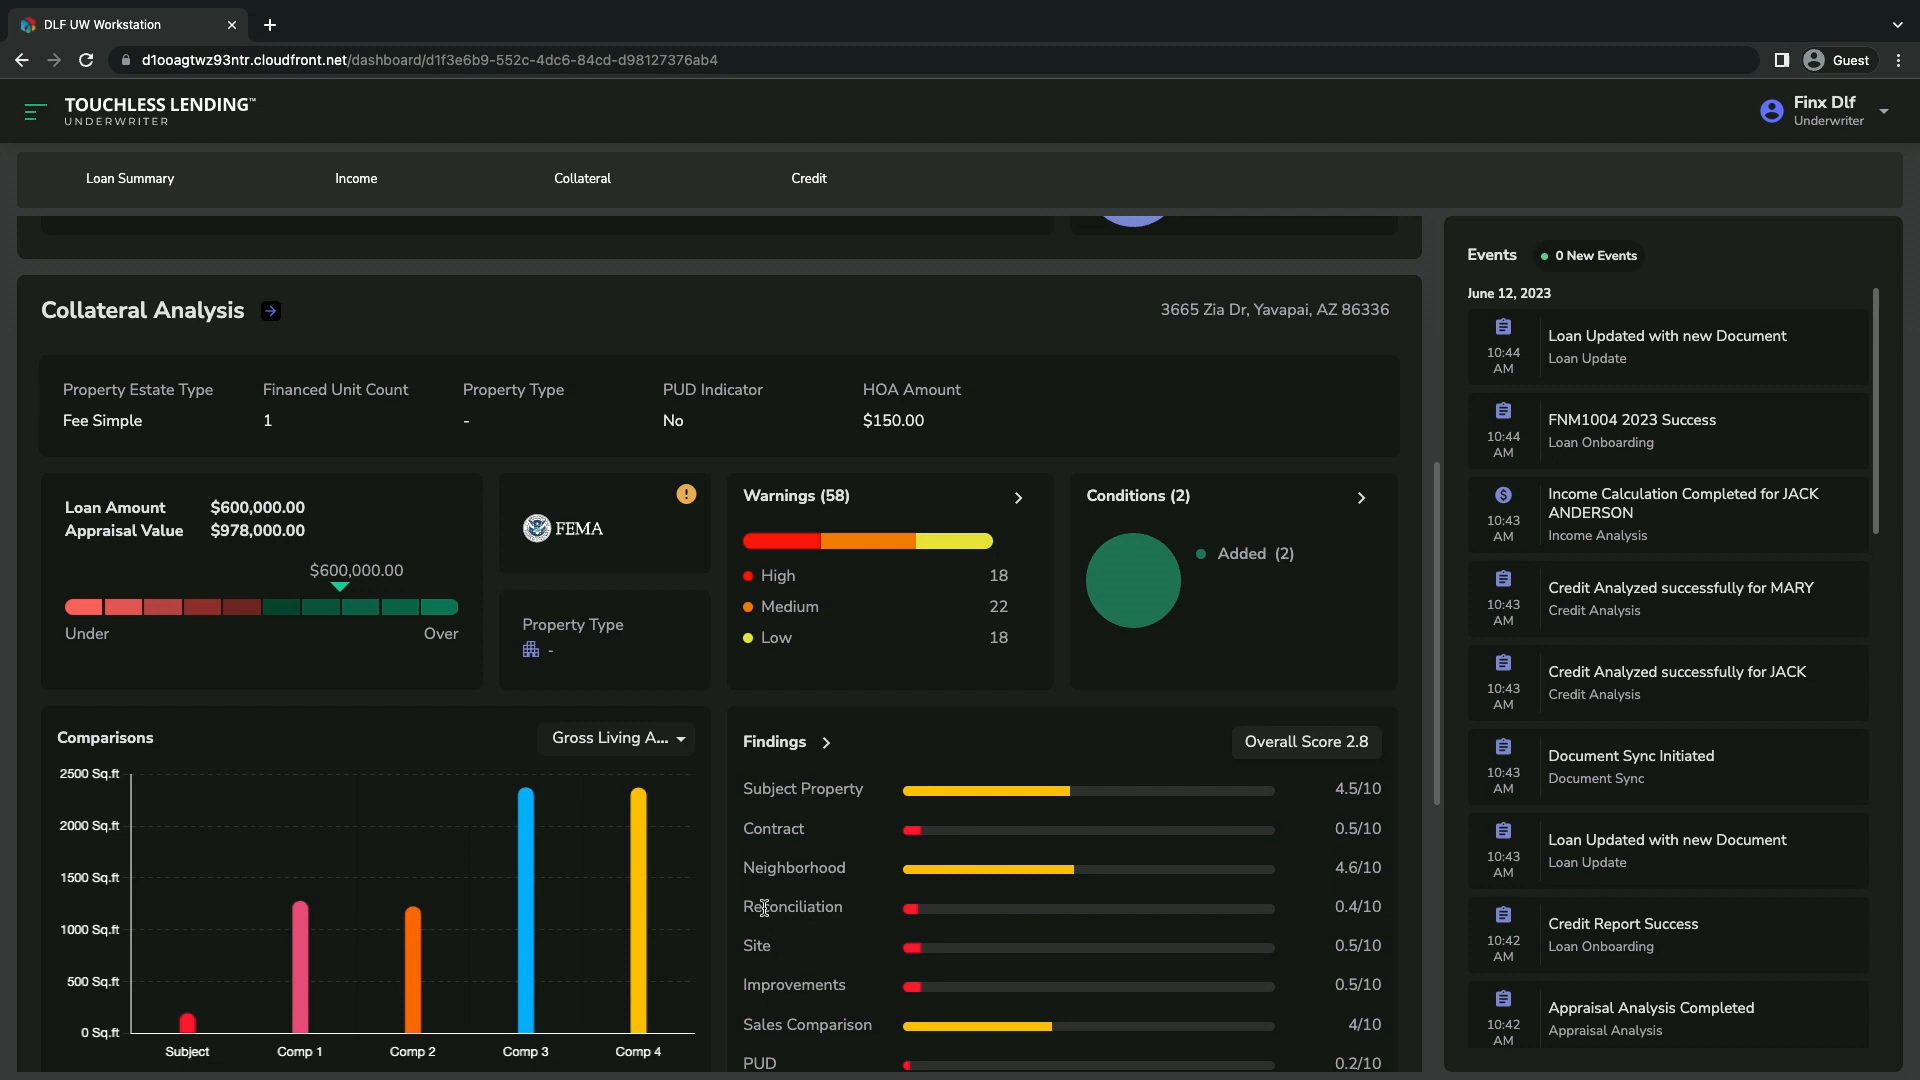 DLF UW Workstation
d1ooagtwz93ntr.cloudfront.net/dashboard/d1f3e6b9-552c-4dc6-84cd-d98127376ab4
Guest
TOUCHLESS LENDING™
UNDERWRITER
Finx Dlf
Underwriter
Loan Summary
Income
Collateral
Credit
Collateral Analysis
3665 Zia Dr, Yavapai, AZ 86336
Property Estate Type
Financed Unit Count
Property Type
PUD Indicator
HOA Amount
Fee Simple
1
-
No
$150.00
Loan Amount $600,000.00
Appraisal Value $978,000.00
$600,000.00
Under
Over
FEMA
Property Type
-
Warnings (58)
High 18
Medium 22
Low 18
Conditions (2)
Added (2)
Comparisons
Gross Living A...
2500 Sq.ft
2000 Sq.ft
1500 Sq.ft
1000 Sq.ft
500 Sq.ft
0 Sq.ft
Subject
Comp 1
Comp 2
Comp 3
Comp 4
Findings
Overall Score 2.8
Subject Property 4.5/10
Contract 0.5/10
Neighborhood 4.6/10
Reconciliation 0.4/10
Site 0.5/10
Improvements 0.5/10
Sales Comparison 4/10
PUD 0.2/10
Events
0 New Events
June 12, 2023
10:44 AM
Loan Updated with new Document
Loan Update
10:44 AM
FNM1004 2023 Success
Loan Onboarding
10:43 AM
Income Calculation Completed for JACK
ANDERSON
Income Analysis
10:43 AM
Credit Analyzed successfully for MARY
Credit Analysis
10:43 AM
Credit Analyzed successfully for JACK
Credit Analysis
10:43 AM
Document Sync Initiated
Document Sync
10:43 AM
Loan Updated with new Document
Loan Update
10:42 AM
Credit Report Success
Loan Onboarding
10:42 AM
Appraisal Analysis Completed
Appraisal Analysis